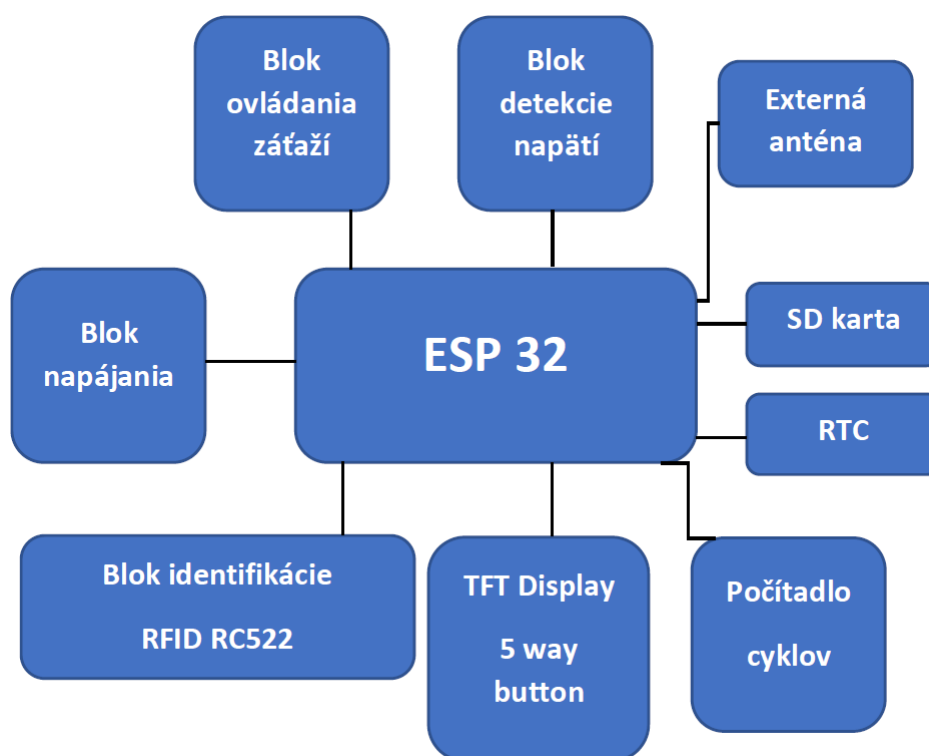 Blok
ovládania
záťaží
Blok
detekcie
napätí
Externá
anténa
Blok
napájania
ESP 32
SD karta
RTC
Blok identifikácie
RFID RC522
TFT Display
5 way
button
Počítadlo
cyklov